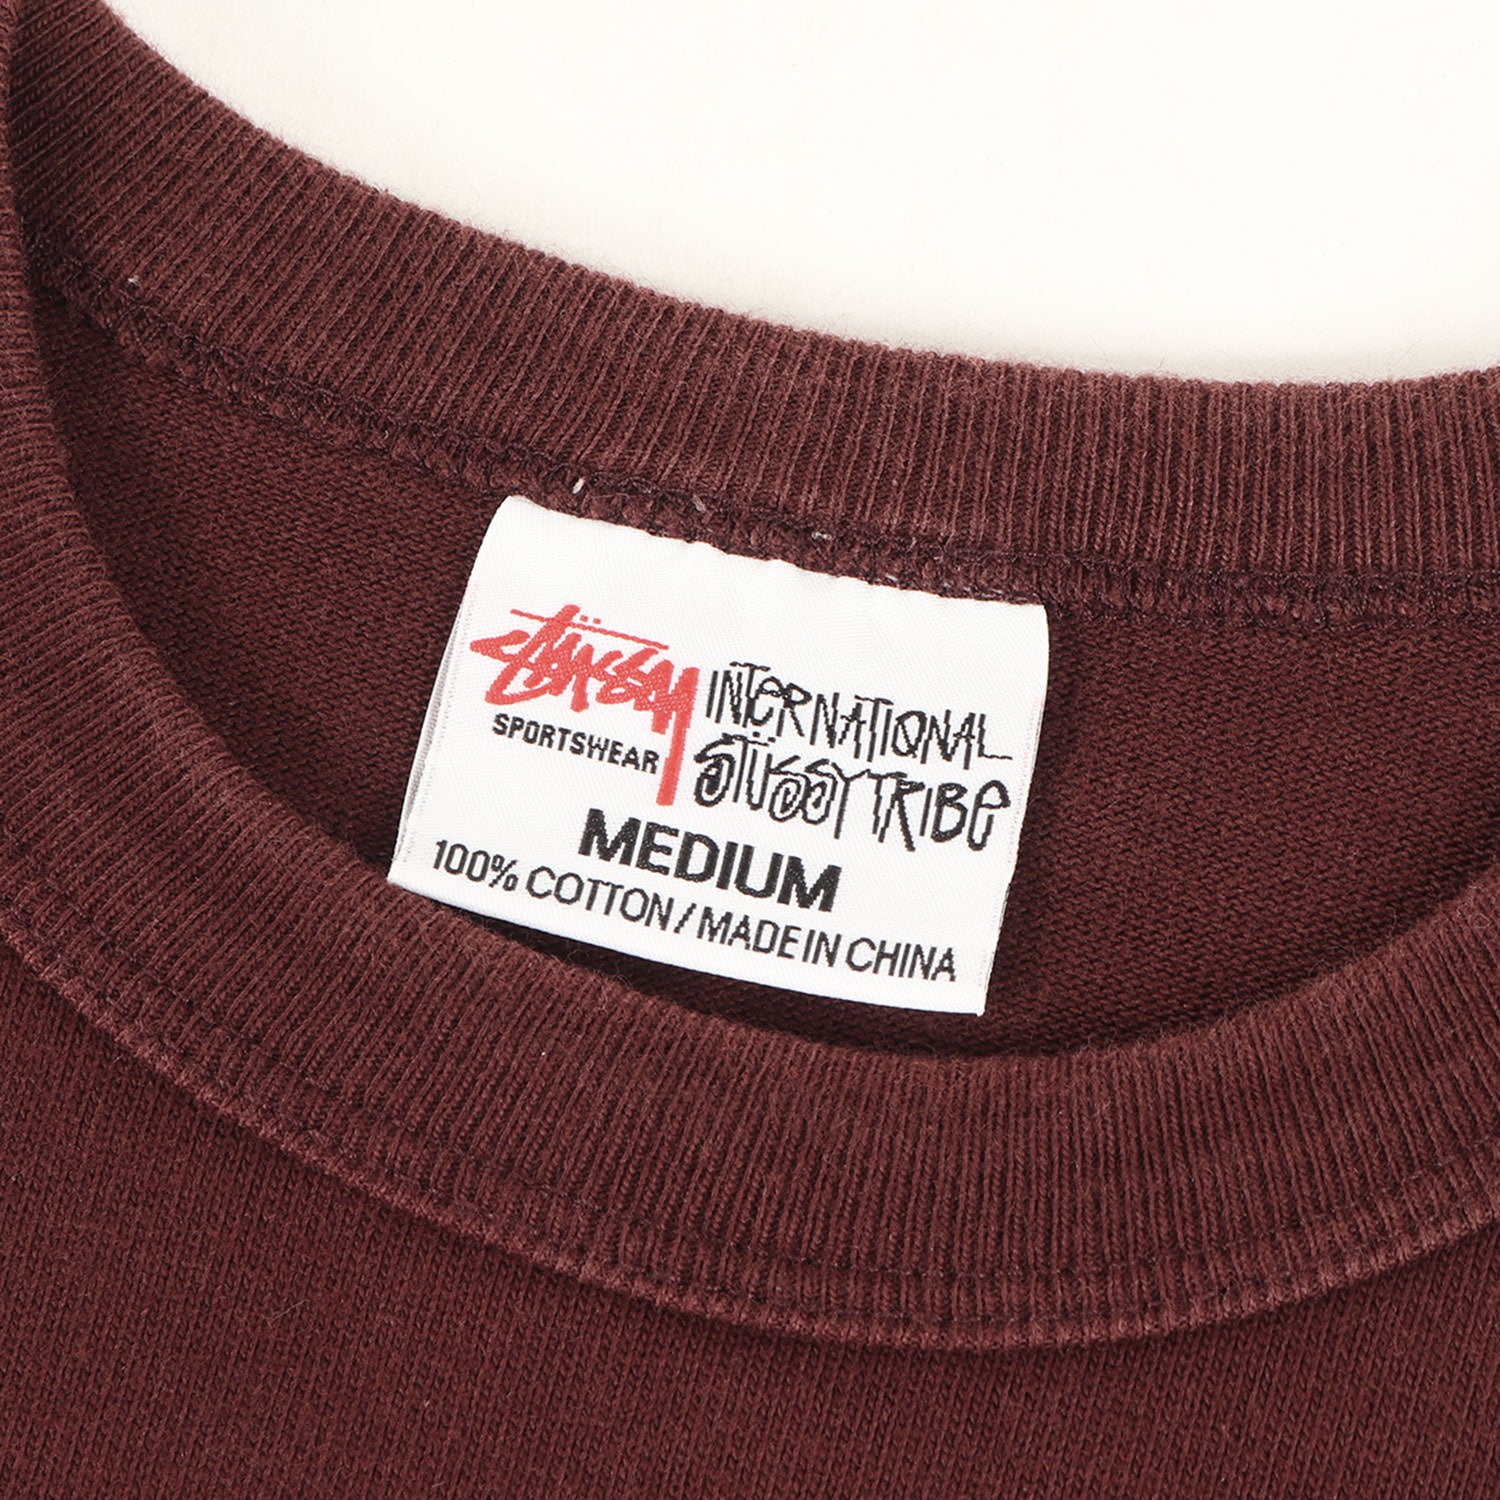 STÜSSY
SPORTSWEAR
INTERNATIONAL
STÜSSY TRIBE
MEDIUM
100% COTTON / MADE IN CHINA